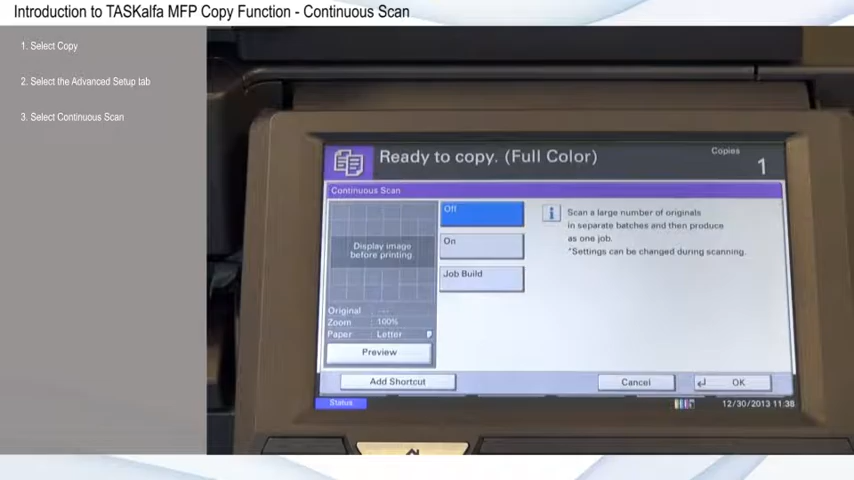 Introduction to TASKalfa MFP Copy Function - Continuous Scan
1. Select Copy
2. Select the Advanced Setup tab
3. Select Continuous Scan
Ready to copy. (Full Color)
Copies
1
Continuous Scan
Off
On
Job Build
Display image
before printing.
Scan a large number of originals
in separate batches and then produce
as one job.
*Settings can be changed during scanning.
Original : ---
Zoom : 100%
Paper : Letter
Preview
Add Shortcut
Cancel
OK
Status
12/30/2013 11:38